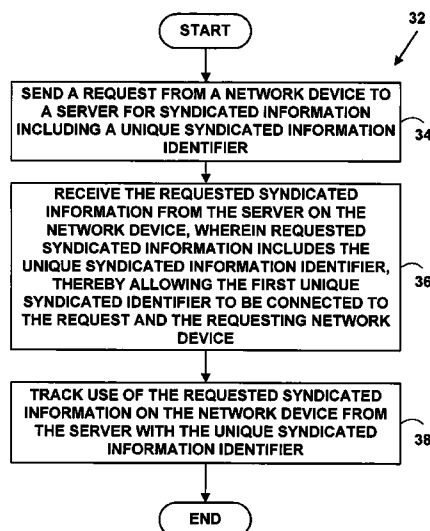 START
32
SEND A REQUEST FROM A NETWORK DEVICE TO
A SERVER FOR SYNDICATED INFORMATION
INCLUDING A UNIQUE SYNDICATED INFORMATION
IDENTIFIER
34
RECEIVE THE REQUESTED SYNDICATED
INFORMATION FROM THE SERVER ON THE
NETWORK DEVICE, WHEREIN REQUESTED
SYNDICATED INFORMATION INCLUDES THE
UNIQUE SYNDICATED INFORMATION IDENTIFIER,
THEREBY ALLOWING THE FIRST UNIQUE
SYNDICATED IDENTIFIER TO BE CONNECTED TO
THE REQUEST AND THE REQUESTING NETWORK
DEVICE
36
TRACK USE OF THE REQUESTED SYNDICATED
INFORMATION ON THE NETWORK DEVICE FROM
THE SERVER WITH THE UNIQUE SYNDICATED
INFORMATION IDENTIFIER
38
END